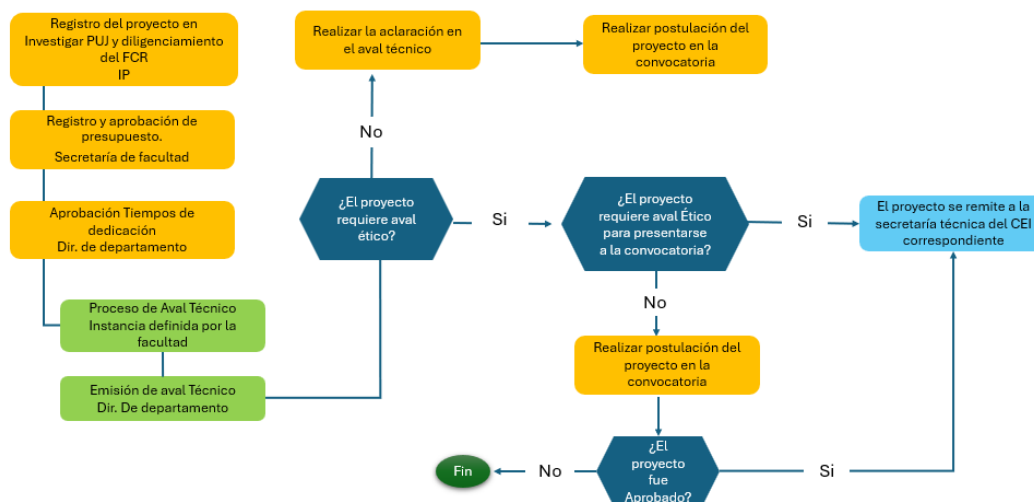 Registro del proyecto en
Investigar PUJ y diligenciamiento
del FCR
IP
Registro y aprobación de
presupuesto.
Secretaría de facultad
Aprobación Tiempos de
dedicación
Dir. de departamento
Proceso de Aval Técnico
Instancia definida por la
facultad
Emisión de aval Técnico
Dir. De departamento
Realizar la aclaración en
el aval técnico
Realizar postulación del
proyecto en la
convocatoria
No
¿El proyecto
requiere aval
ético?
Si
¿El proyecto
requiere aval Ético
para presentarse
a la convocatoria?
Si
El proyecto se remite a la
secretaría técnica del CEI
correspondiente
No
Realizar postulación del
proyecto en la
convocatoria
¿El
proyecto
fue
Aprobado?
No
Fin
Si